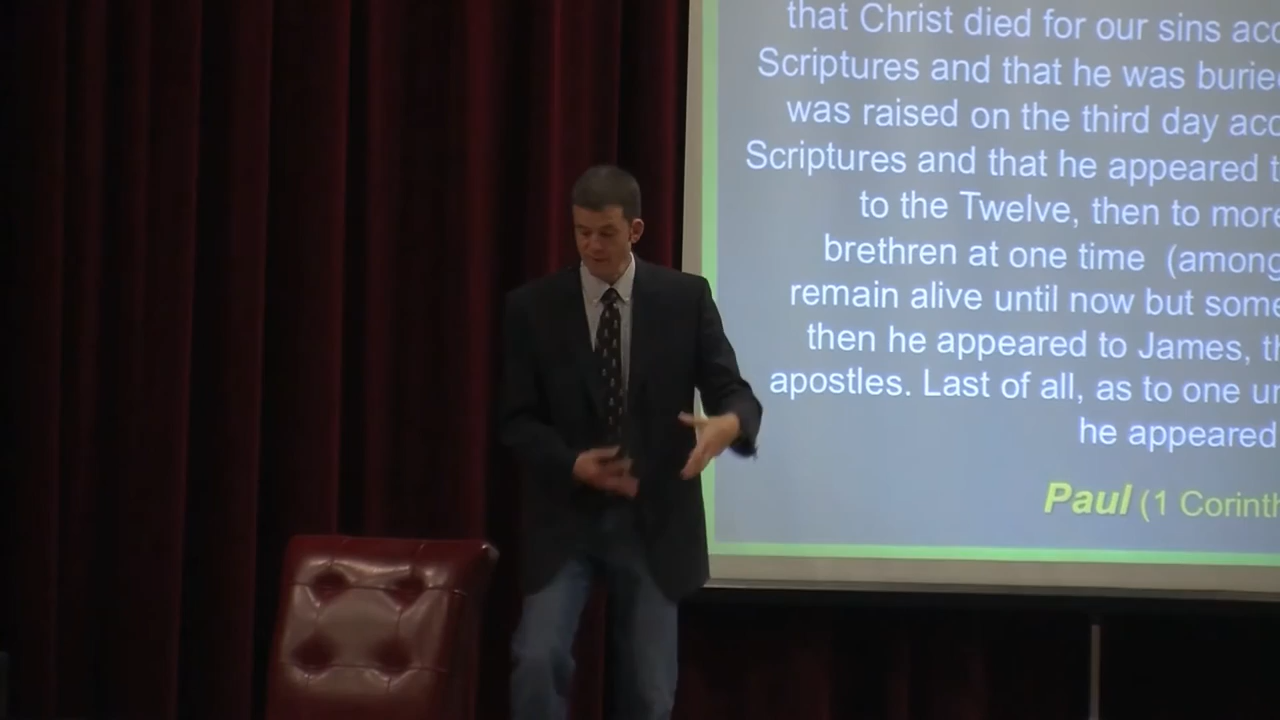 that Christ died for our sins acc
Scriptures and that he was buried
was raised on the third day acc
Scriptures and that he appeared t
to the Twelve, then to more
brethren at one time (among
remain alive until now but some
then he appeared to James, th
apostles. Last of all, as to one un
he appeared
Paul (1 Corinth